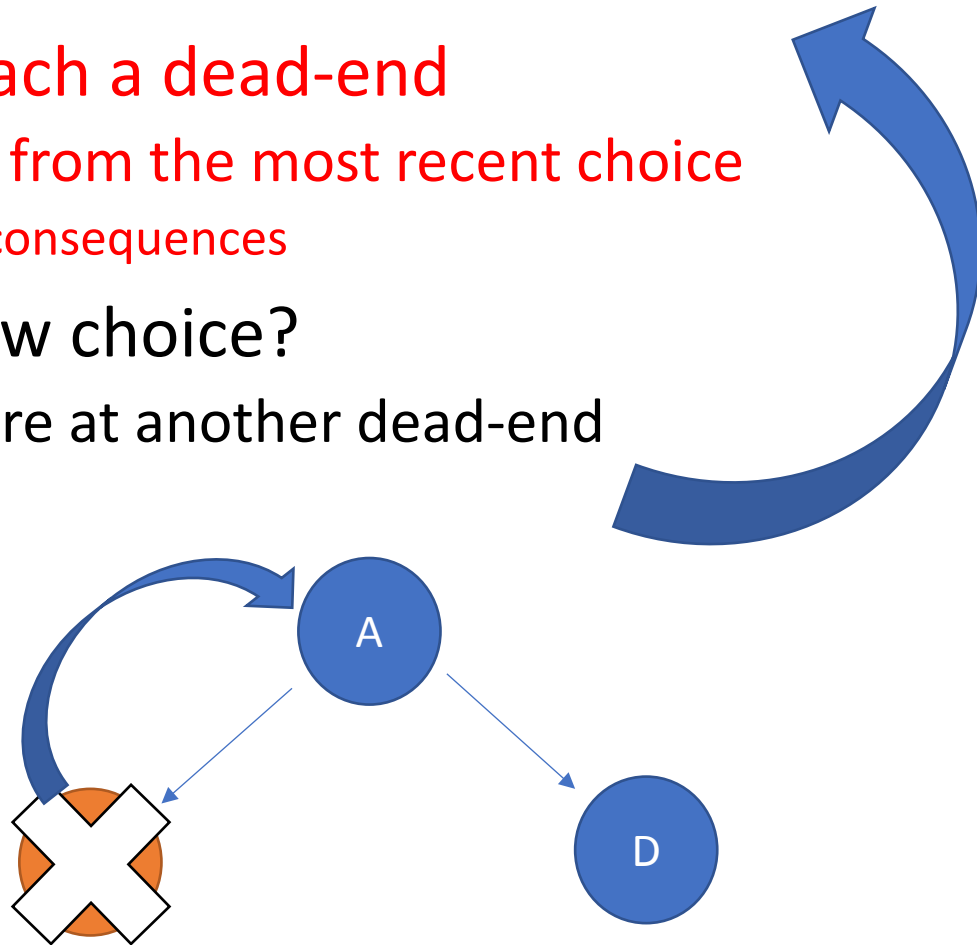 ach a dead-end
from the most recent choice
consequences
w choice?
re at another dead-end
A
D